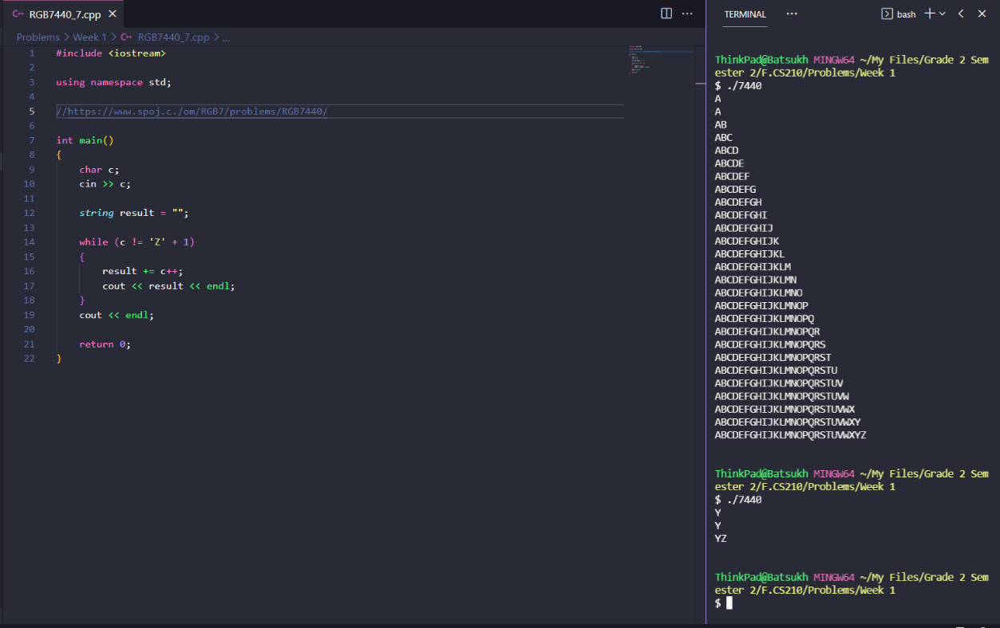 C++ RGB7440_7.cpp
Problems > Week 1 > C++ RGB7440_7.cpp > ...
1 #include <iostream>
2
3 using namespace std;
4
5 //https://www.spoj.c./om/RGB7/problems/RGB7440/
6
7 int main()
8 {
9     char c;
10     cin >> c;
11
12     string result = "";
13
14     while (c != 'Z' + 1)
15     {
16         result += c++;
17         cout << result << endl;
18     }
19     cout << endl;
20
21     return 0;
22 }
TERMINAL ... bash
ThinkPad@Batsukh MINGW64 ~/My Files/Grade 2 Sem
ester 2/F.CS210/Problems/Week 1
$ ./7440
A
A
AB
ABC
ABCD
ABCDE
ABCDEF
ABCDEFG
ABCDEFGH
ABCDEFGHI
ABCDEFGHIJ
ABCDEFGHIJK
ABCDEFGHIJKL
ABCDEFGHIJKLM
ABCDEFGHIJKLMN
ABCDEFGHIJKLMNO
ABCDEFGHIJKLMNOP
ABCDEFGHIJKLMNOPQ
ABCDEFGHIJKLMNOPQR
ABCDEFGHIJKLMNOPQRS
ABCDEFGHIJKLMNOPQRST
ABCDEFGHIJKLMNOPQRSTU
ABCDEFGHIJKLMNOPQRSTUV
ABCDEFGHIJKLMNOPQRSTUVW
ABCDEFGHIJKLMNOPQRSTUVWX
ABCDEFGHIJKLMNOPQRSTUVWXY
ABCDEFGHIJKLMNOPQRSTUVWXYZ
ThinkPad@Batsukh MINGW64 ~/My Files/Grade 2 Sem
ester 2/F.CS210/Problems/Week 1
$ ./7440
Y
Y
YZ
ThinkPad@Batsukh MINGW64 ~/My Files/Grade 2 Sem
ester 2/F.CS210/Problems/Week 1
$